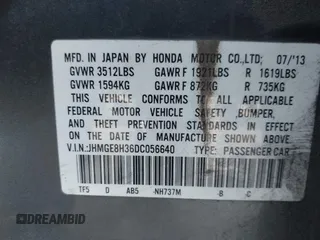 MFD. IN JAPAN BY HONDA MOTOR CO.,LTD; 07/'13
GVWR 3512LBS GAWR F 1921LBS R 1619LBS
GVWR 1594KG GAWR F 872KG R 735KG
THIS VEHICLE CONFORMS TO ALL APPLICABLE
FEDERAL MOTOR VEHICLE SAFETY ,BUMPER,
AND THEFT PREVENTION STANDARDS IN EFFECT
ON THE DATE OF MANUFACTURE SHOWN ABOVE.
V.I.N:JHMGE8H36DC056640 TYPE: PASSENGER CAR
TF5 D AB5 NH737M -B -C
DREAMBID